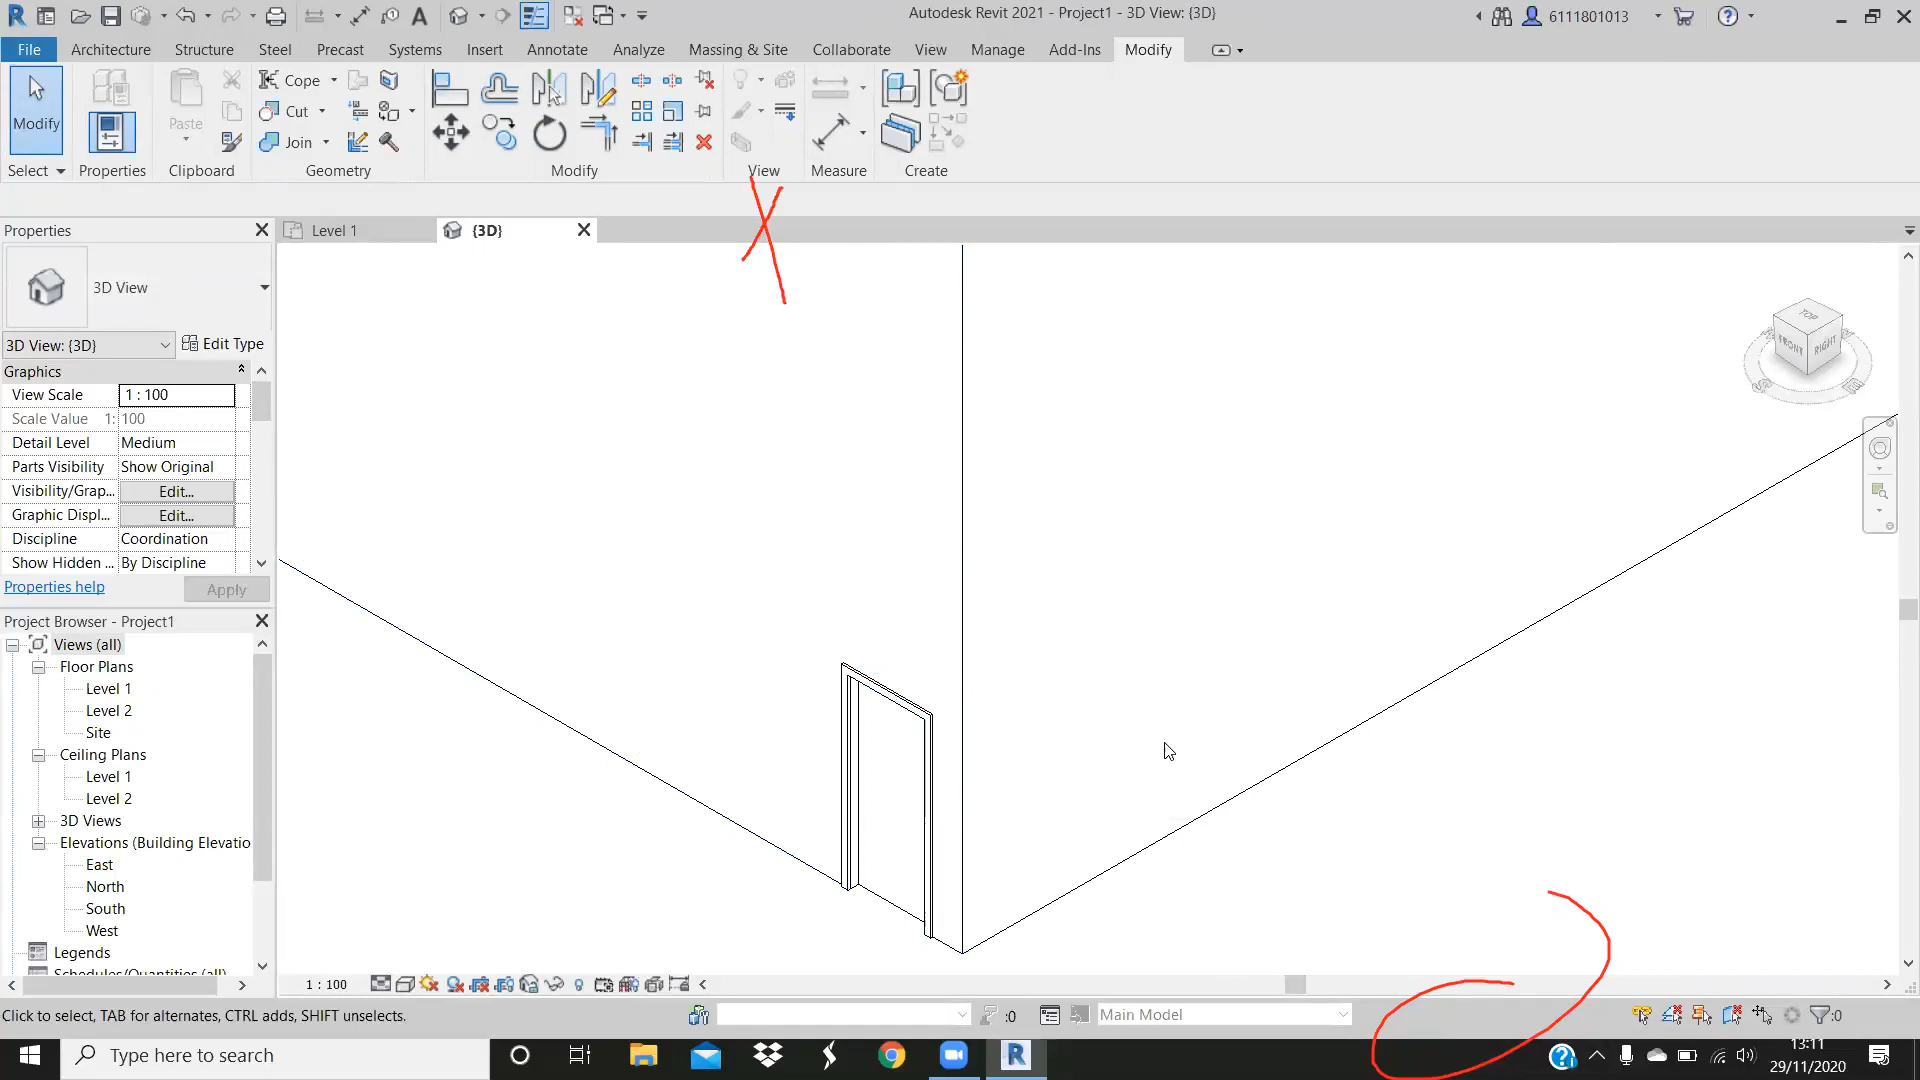 Autodesk Revit 2021 - Project1 - 3D View: {3D}
6111801013
File Architecture Structure Steel Precast Systems Insert Annotate Analyze Massing & Site Collaborate View Manage Add-Ins Modify
Modify
Paste
Cope
Cut
Join
Select Properties Clipboard Geometry Modify View Measure Create
Properties
Level 1
{3D}
3D View
3D View: {3D}
Edit Type
Graphics
View Scale 1 : 100
Scale Value 1: 100
Detail Level Medium
Parts Visibility Show Original
Visibility/Grap... Edit...
Graphic Displ... Edit...
Discipline Coordination
Show Hidden ... By Discipline
Properties help
Apply
TOP
FRONT RIGHT
S E
Project Browser - Project1
Views (all)
Floor Plans
Level 1
Level 2
Site
Ceiling Plans
Level 1
Level 2
3D Views
Elevations (Building Elevatio
East
North
South
West
Legends
Schedules/Quantities (all)
1 : 100
Click to select, TAB for alternates, CTRL adds, SHIFT unselects.
:0
Main Model
:0
Type here to search
13:11
29/11/2020